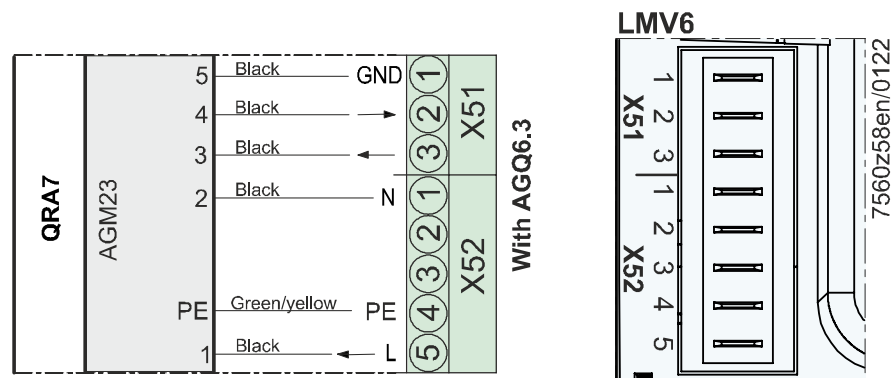 LMV6
5 Black GND 1
4 Black 2
3 Black 3
X51
2 Black N 1
2
3
PE Green/yellow PE 4
1 Black L 5
X52
QRA7
AGM23
With AGQ6.3
X51
1
2
3
X52
1
2
3
4
5
7560z58en/0122